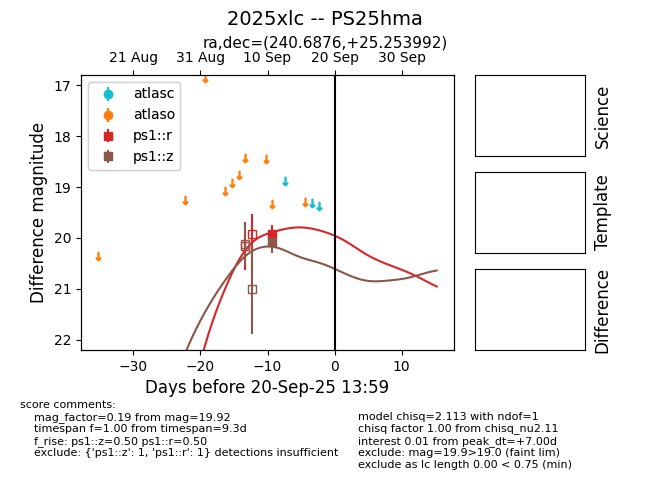 2025xlc -- PS25hma
ra,dec=(240.6876,+25.253992)
21 Aug 31 Aug 10 Sep 20 Sep 30 Sep
17
18
19
20
21
22
Difference magnitude
atlasc
atlaso
ps1::r
ps1::z
−30 −20 −10 0 10
Days before 20-Sep-25 13:59
Science
Template
Difference
score comments:
mag_factor=0.19 from mag=19.92
timespan f=1.00 from timespan=9.3d
f_rise: ps1::z=0.50 ps1::r=0.50
exclude: {'ps1::z': 1, 'ps1::r': 1} detections insufficient
model chisq=2.113 with ndof=1
chisq factor 1.00 from chisq_nu2.11
interest 0.01 from peak_dt=+7.00d
exclude: mag=19.9>19.0 (faint lim)
exclude as lc length 0.00 < 0.75 (min)